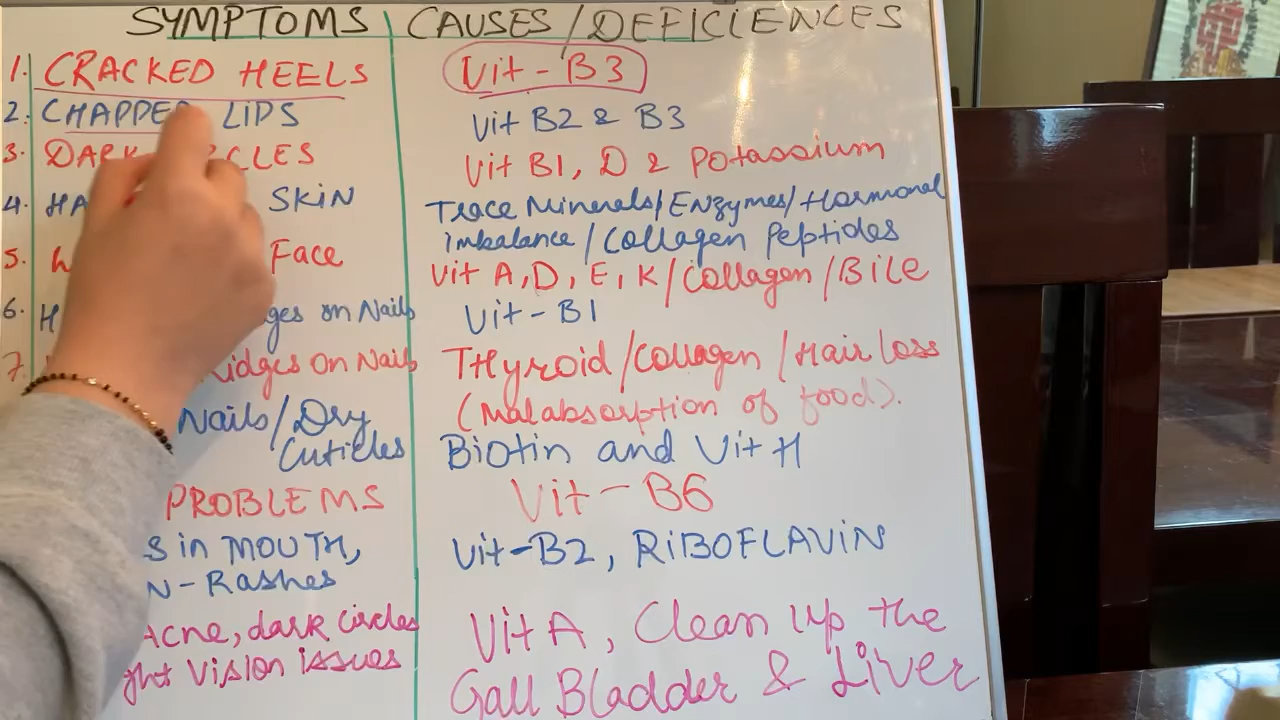 SYMPTOMS CAUSES/DEFICIENCES
1. CRACKED HEELS Vit-B3
2. CHAPPED LIPS Vit B2 & B3
3. DARK CLES Vit B1, D & Potassium
4. HA SKIN Trace Minerals/Enzymes/Hormonal
imbalance/Collagen Peptides
5. Face Vit A, D, E, K/Collagen/Bile
6. H ges on Nails Vit-B1
7. Ridges on Nails THyroid/Collagen/Hair loss
(Malabsorption of food).
Nails/Dry
Cuticles Biotin and Vit H
PROBLEMS Vit-B6
S in MOUTH, Vit-B2, RiBOFLAViN
N-Rashes
Acne, dark circles Vit A, Clean up the
ght Vision issues Gall Bladder & Liver